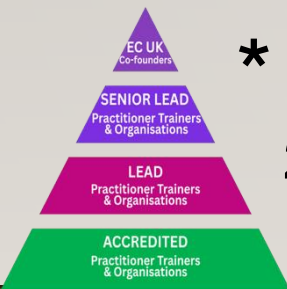 EC UK
Co-founders
*
SENIOR LEAD
Practitioner Trainers
& Organisations
LEAD
Practitioner Trainers
& Organisations
ACCREDITED
Practitioner Trainers
& Organisations